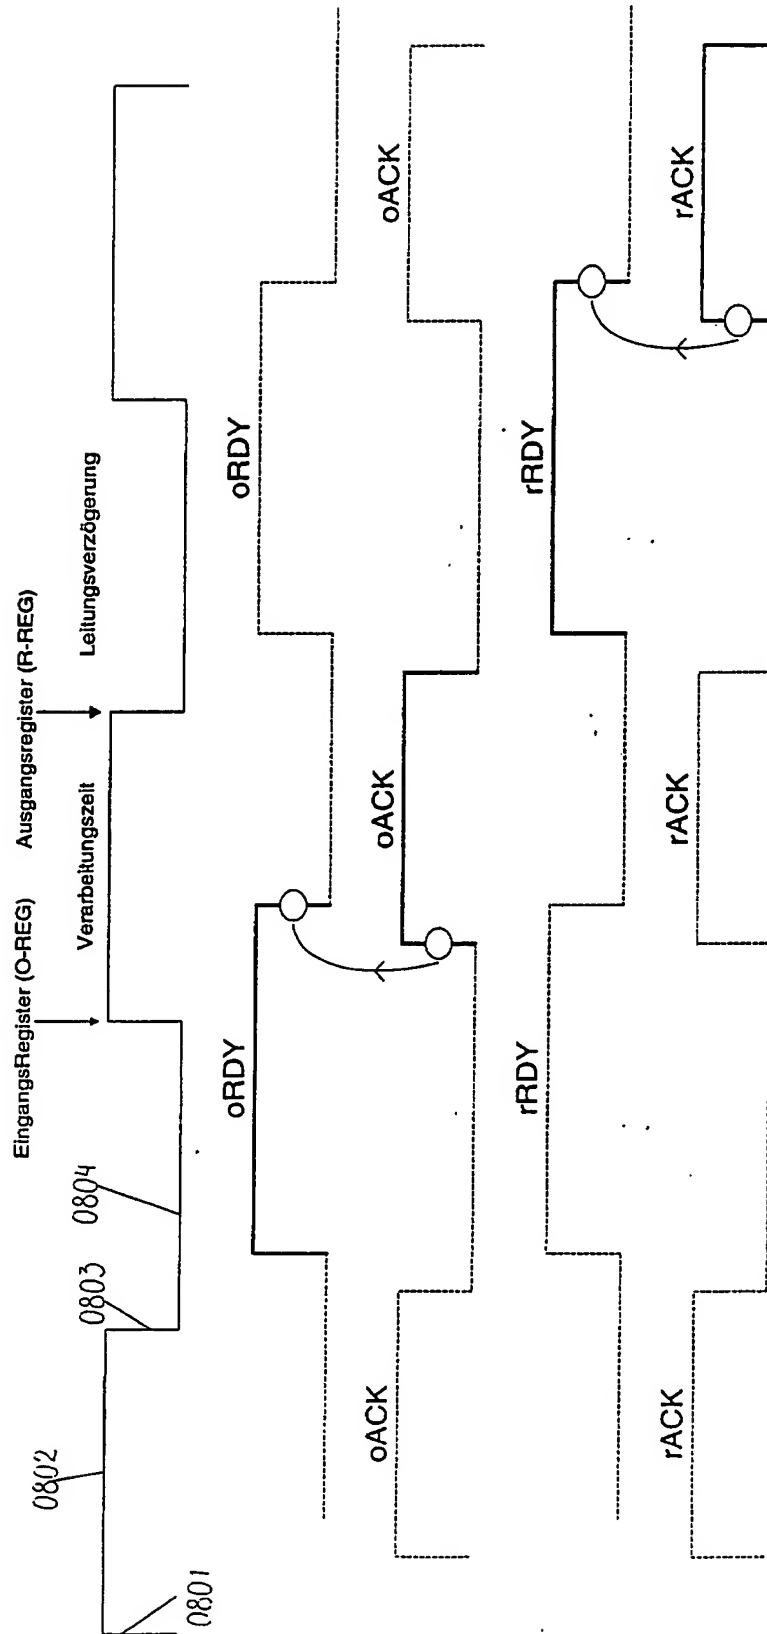 EingangsRegister (O-REG)
Ausgangsregister (R-REG)
Verarbeitungszeit
Leitungsverzögerung
0801
0802
0803
0804
oRDY
oRDY
oACK
oACK
oACK
rRDY
rRDY
rACK
rACK
rACK